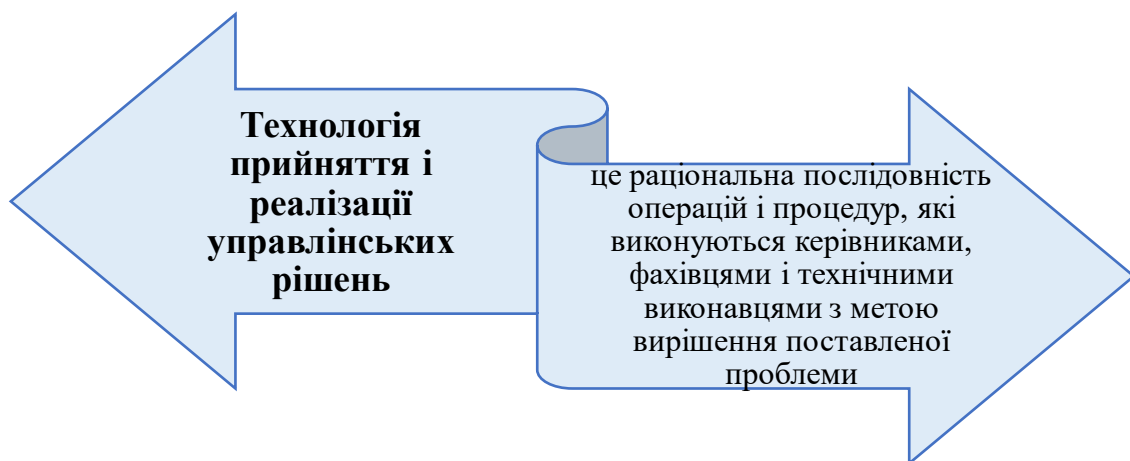 Технологія
прийняття і
реалізації
управлінських
рішень
це раціональна послідовність
операцій і процедур, які
виконуються керівниками,
фахівцями і технічними
виконавцями з метою
вирішення поставленої
проблеми